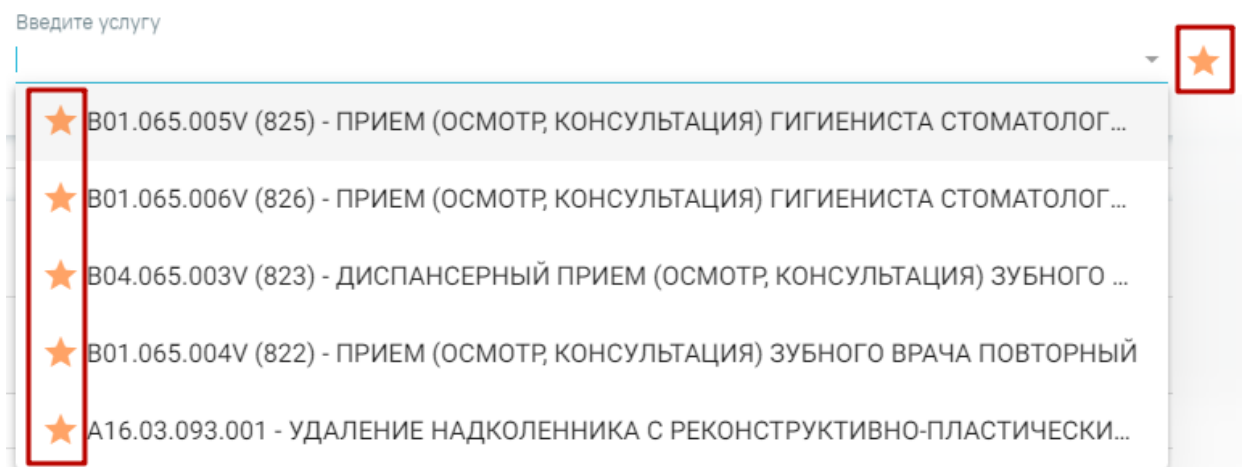 Введите услугу
B01.065.005V (825) - ПРИЕМ (ОСМОТР, КОНСУЛЬТАЦИЯ) ГИГИЕНИСТА СТОМАТОЛОГ...
B01.065.006V (826) - ПРИЕМ (ОСМОТР, КОНСУЛЬТАЦИЯ) ГИГИЕНИСТА СТОМАТОЛОГ...
B04.065.003V (823) - ДИСПАНСЕРНЫЙ ПРИЕМ (ОСМОТР, КОНСУЛЬТАЦИЯ) ЗУБНОГО ...
B01.065.004V (822) - ПРИЕМ (ОСМОТР, КОНСУЛЬТАЦИЯ) ЗУБНОГО ВРАЧА ПОВТОРНЫЙ
A16.03.093.001 - УДАЛЕНИЕ НАДКОЛЕННИКА С РЕКОНСТРУКТИВНО-ПЛАСТИЧЕСКИ...